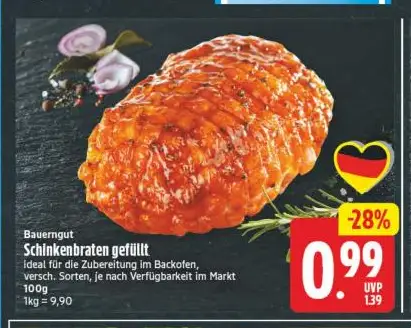 Bauerngut
Schinkenbraten gefüllt
ideal für die Zubereitung im Backofen,
versch. Sorten, je nach Verfügbarkeit im Markt
100g
1kg = 9,90
-28%
0.99
UVP
1.39